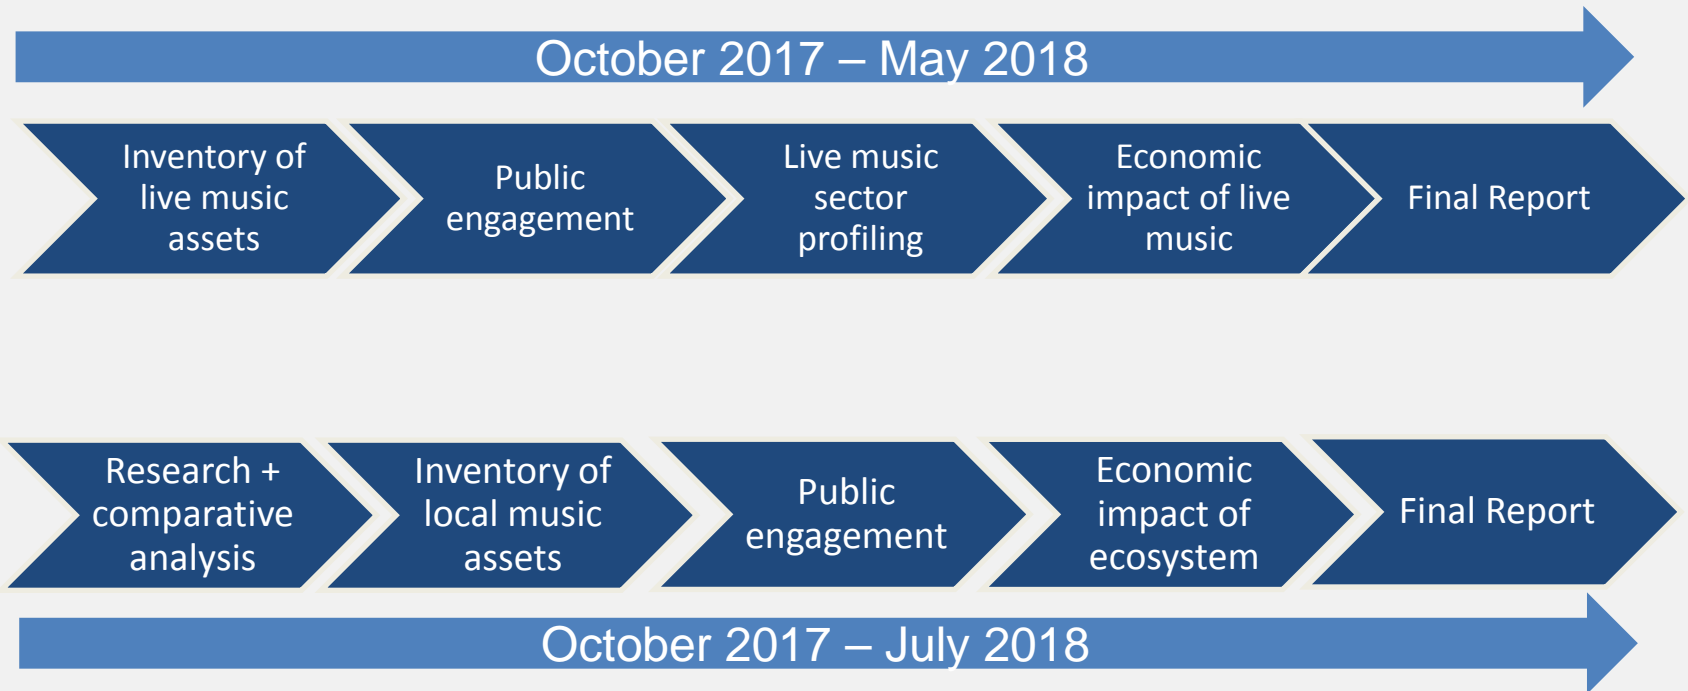 October 2017 – May 2018
Inventory of
live music
assets
Public
engagement
Live music
sector
profiling
Economic
impact of live
music
Final Report
Research +
comparative
analysis
Inventory of
local music
assets
Public
engagement
Economic
impact of
ecosystem
Final Report
October 2017 – July 2018